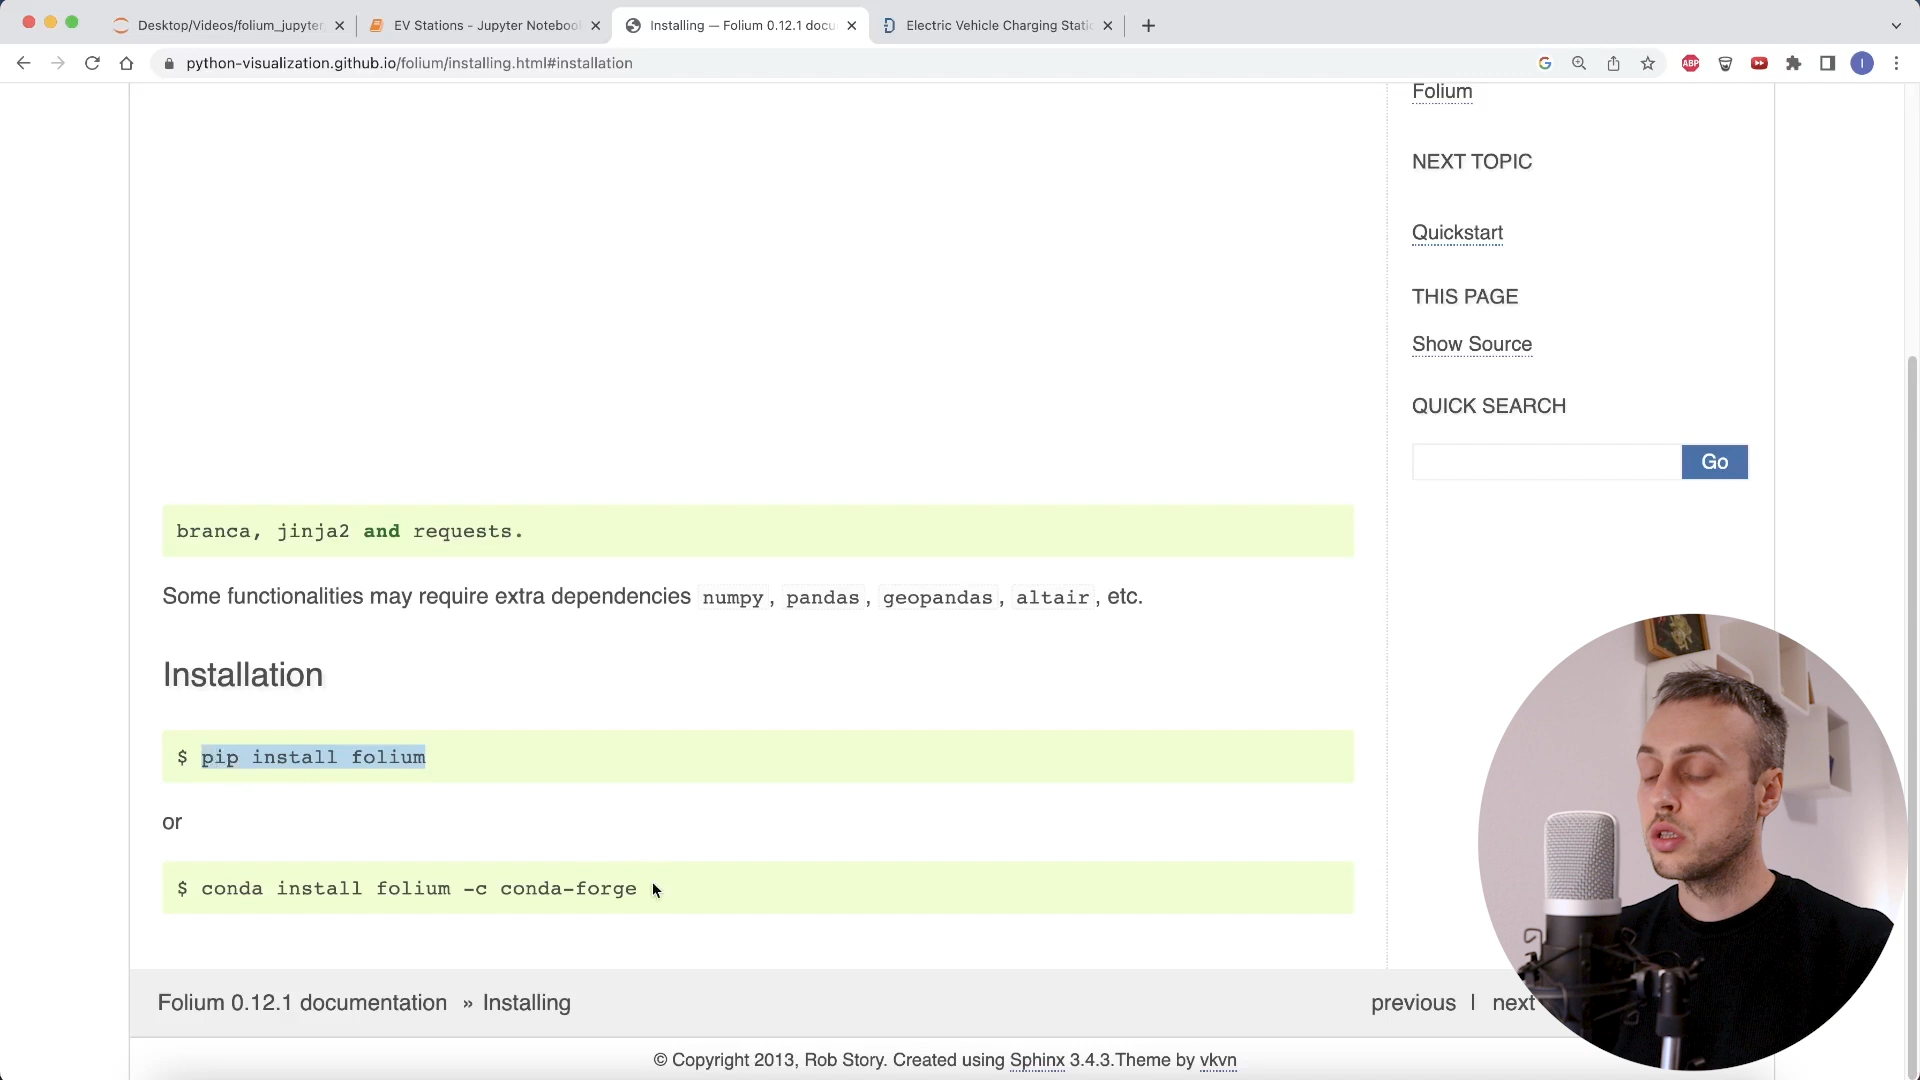 Desktop/Videos/folium_jupyter
EV Stations - Jupyter Noteboo
Installing — Folium 0.12.1 docu
Electric Vehicle Charging Stati
python-visualization.github.io/folium/installing.html#installation
ABP
I
Folium
NEXT TOPIC
Quickstart
THIS PAGE
Show Source
QUICK SEARCH
Go
branca, jinja2 and requests.
Some functionalities may require extra dependencies numpy, pandas, geopandas, altair, etc.
Installation
$ pip install folium
or
$ conda install folium -c conda-forge
Folium 0.12.1 documentation » Installing
previous | next
© Copyright 2013, Rob Story. Created using Sphinx 3.4.3.Theme by vkvn